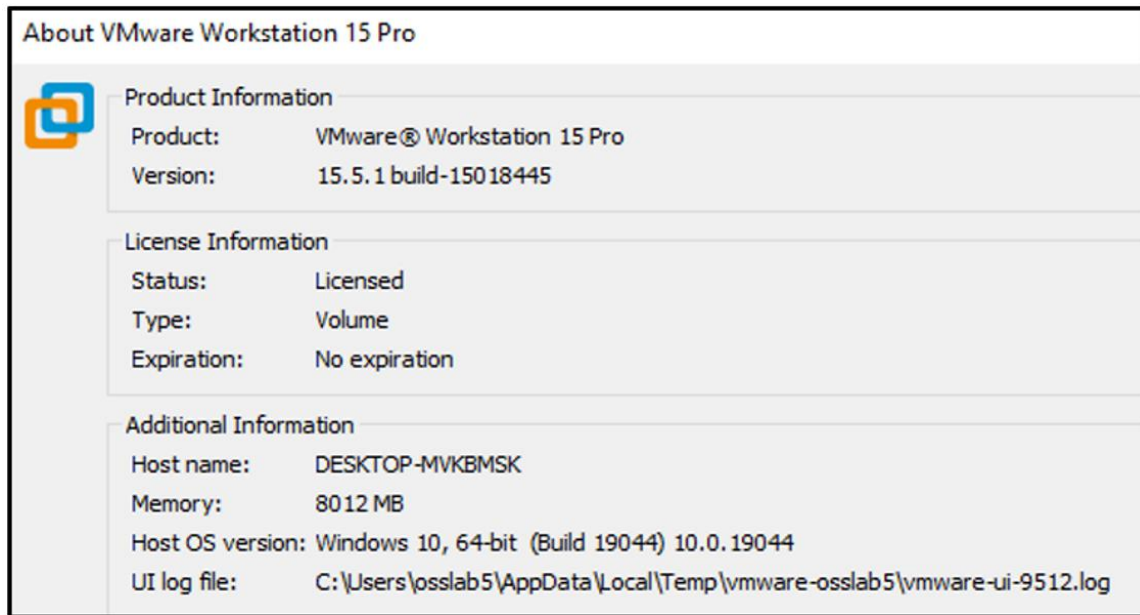 About VMware Workstation 15 Pro
Product Information
Product: VMware® Workstation 15 Pro
Version: 15.5.1 build-15018445
License Information
Status: Licensed
Type: Volume
Expiration: No expiration
Additional Information
Host name: DESKTOP-MVKBMSK
Memory: 8012 MB
Host OS version: Windows 10, 64-bit (Build 19044) 10.0.19044
UI log file: C:\Users\osslab5\AppData\Local\Temp\vmware-osslab5\vmware-ui-9512.log